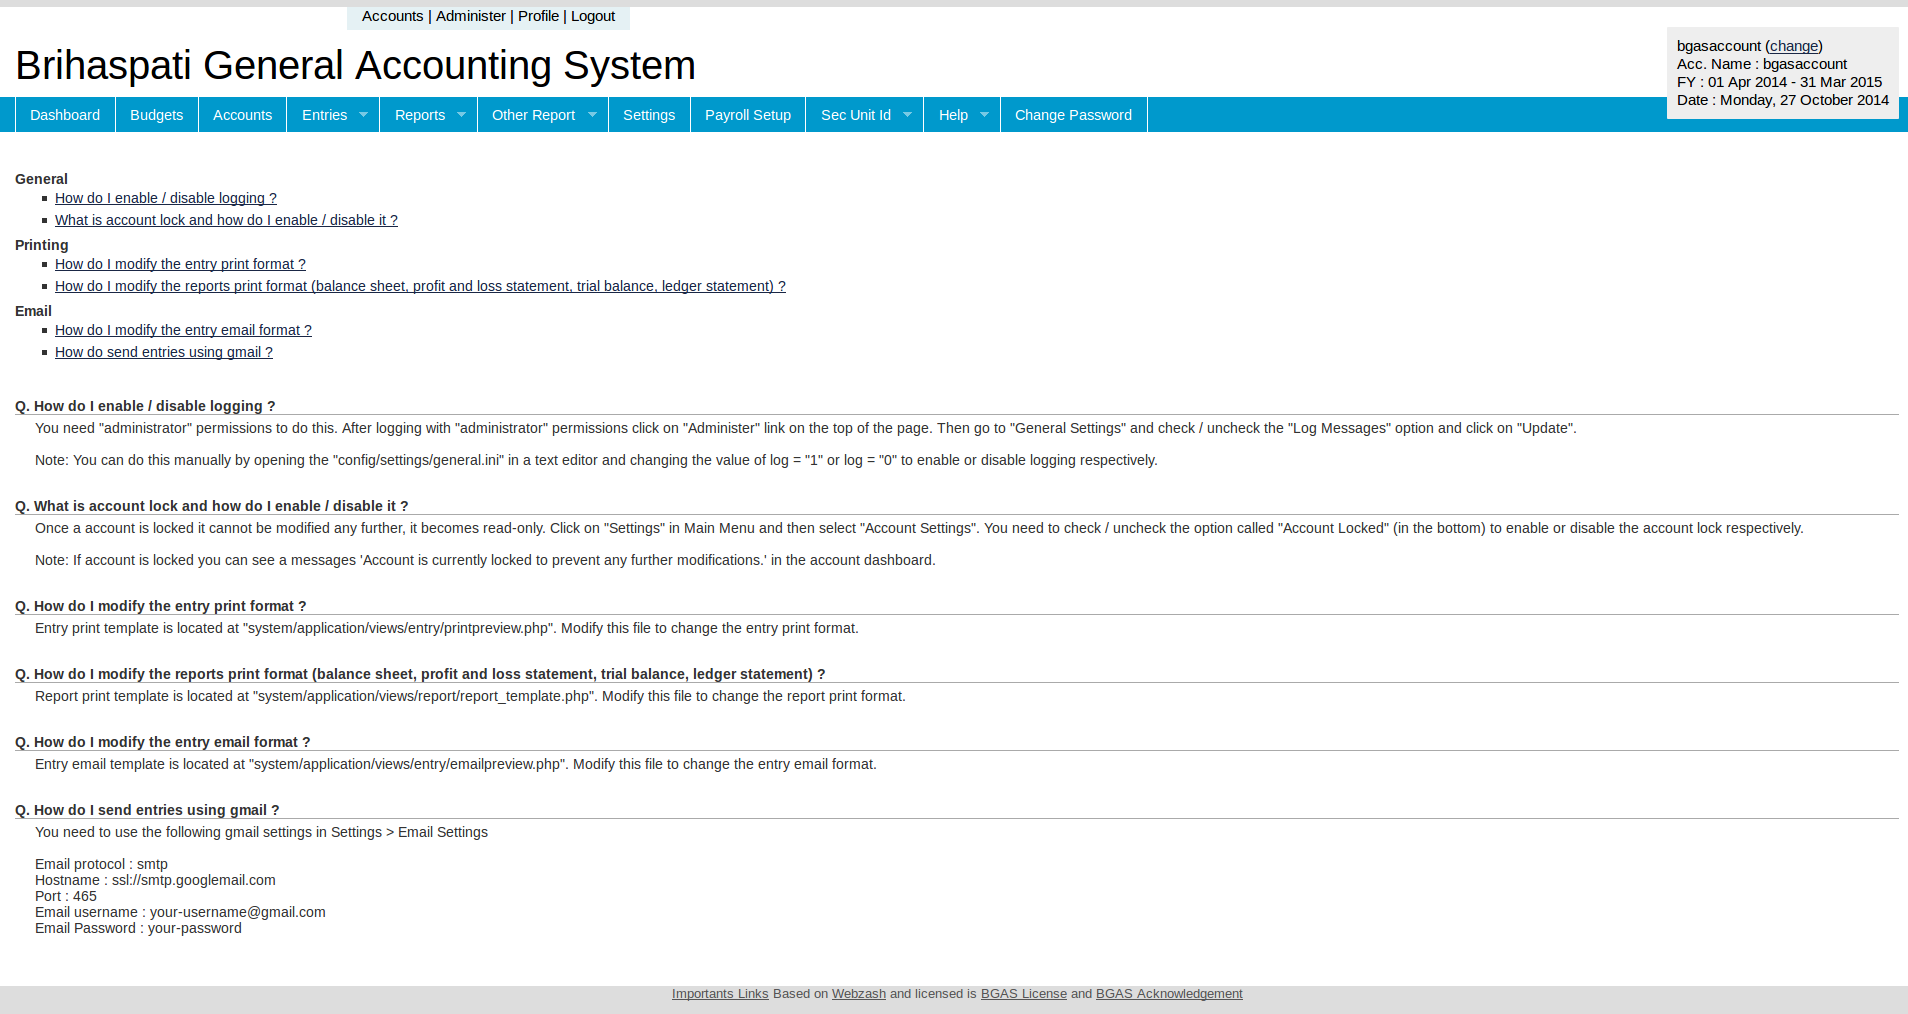 Accounts | Administer | Profile | Logout
Brihaspati General Accounting System
bgasaccount (change)
Acc. Name : bgasaccount
FY : 01 Apr 2014 - 31 Mar 2015
Date : Monday, 27 October 2014
Dashboard Budgets Accounts Entries Reports Other Report Settings Payroll Setup Sec Unit Id Help Change Password
General
How do I enable / disable logging ?
What is account lock and how do I enable / disable it ?
Printing
How do I modify the entry print format ?
How do I modify the reports print format (balance sheet, profit and loss statement, trial balance, ledger statement) ?
Email
How do I modify the entry email format ?
How do send entries using gmail ?
Q. How do I enable / disable logging ?
You need "administrator" permissions to do this. After logging with "administrator" permissions click on "Administer" link on the top of the page. Then go to "General Settings" and check / uncheck the "Log Messages" option and click on "Update".
Note: You can do this manually by opening the "config/settings/general.ini" in a text editor and changing the value of log = "1" or log = "0" to enable or disable logging respectively.
Q. What is account lock and how do I enable / disable it ?
Once a account is locked it cannot be modified any further, it becomes read-only. Click on "Settings" in Main Menu and then select "Account Settings". You need to check / uncheck the option called "Account Locked" (in the bottom) to enable or disable the account lock respectively.
Note: If account is locked you can see a messages 'Account is currently locked to prevent any further modifications.' in the account dashboard.
Q. How do I modify the entry print format ?
Entry print template is located at "system/application/views/entry/printpreview.php". Modify this file to change the entry print format.
Q. How do I modify the reports print format (balance sheet, profit and loss statement, trial balance, ledger statement) ?
Report print template is located at "system/application/views/report/report_template.php". Modify this file to change the report print format.
Q. How do I modify the entry email format ?
Entry email template is located at "system/application/views/entry/emailpreview.php". Modify this file to change the entry email format.
Q. How do I send entries using gmail ?
You need to use the following gmail settings in Settings > Email Settings
Email protocol : smtp
Hostname : ssl://smtp.googlemail.com
Port : 465
Email username : your-username@gmail.com
Email Password : your-password
Importants Links Based on Webzash and licensed is BGAS License and BGAS Acknowledgement